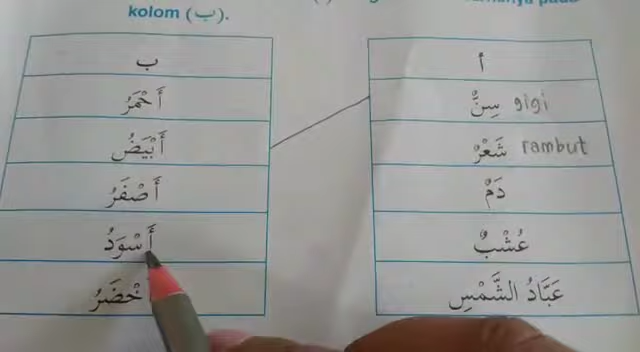 kolom (ب).
أ
ب
سِنٌّ gigi
أَحْمَرُ
شَعْرٌ rambut
أَبْيَضُ
دَمٌ
أَصْفَرُ
عُشْبٌ
أَسْوَدُ
عَبَّادُ الشَّمْسِ
خْضَرُ